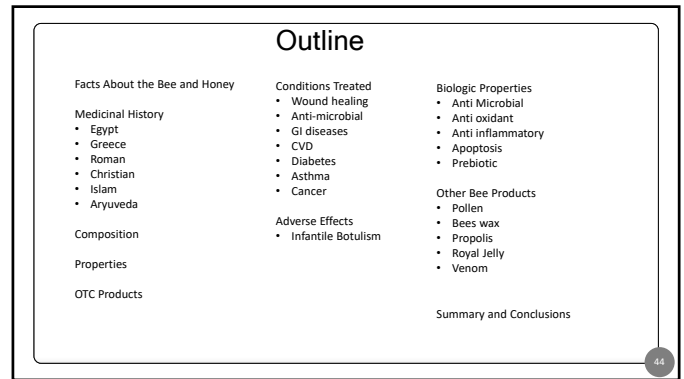 Outline
Facts About the Bee and Honey
Medicinal History
• Egypt
• Greece
• Roman
• Christian
• Islam
• Aryuveda
Composition
Properties
OTC Products
Conditions Treated
• Wound healing
• Anti-microbial
• GI diseases
• CVD
• Diabetes
• Asthma
• Cancer
Adverse Effects
• Infantile Botulism
Biologic Properties
• Anti Microbial
• Anti oxidant
• Anti inflammatory
• Apoptosis
• Prebiotic
Other Bee Products
• Pollen
• Bees wax
• Propolis
• Royal Jelly
• Venom
Summary and Conclusions
44